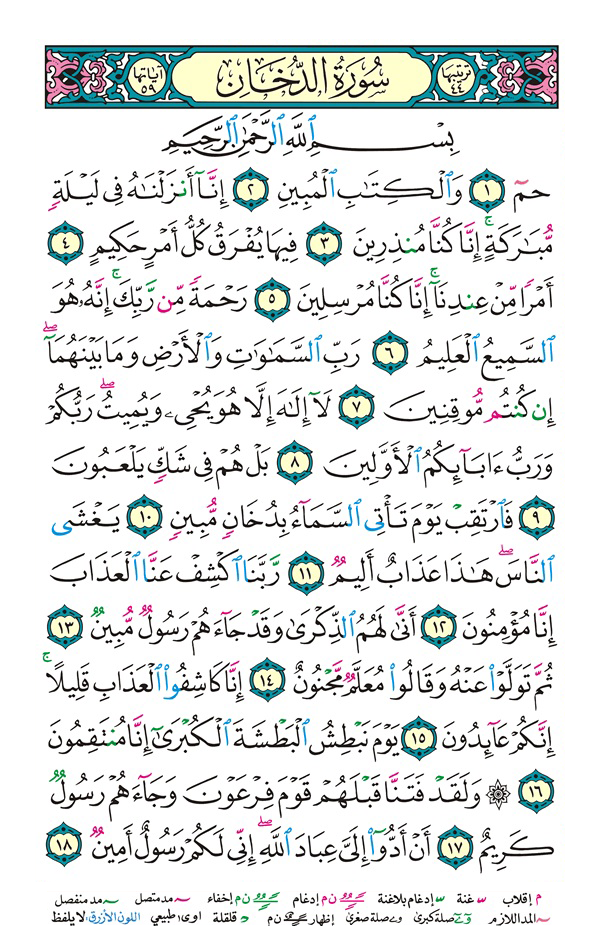 ترتيبها ٤٤ سُورَةُ الدُّخَانِ آياتها ٥٩
بِسْمِ ٱللَّهِ ٱلرَّحْمَٰنِ ٱلرَّحِيمِ
حمٓ ١ وَٱلْكِتَٰبِ ٱلْمُبِينِ ٢ إِنَّآ أَنزَلْنَٰهُ فِى لَيْلَةٍ
مُّبَٰرَكَةٍ ۚ إِنَّا كُنَّا مُنذِرِينَ ٣ فِيهَا يُفْرَقُ كُلُّ أَمْرٍ حَكِيمٍ ٤
أَمْرًا مِّنْ عِندِنَآ ۚ إِنَّا كُنَّا مُرْسِلِينَ ٥ رَحْمَةً مِّن رَّبِّكَ ۚ إِنَّهُۥ هُوَ
ٱلسَّمِيعُ ٱلْعَلِيمُ ٦ رَبِّ ٱلسَّمَٰوَٰتِ وَٱلْأَرْضِ وَمَا بَيْنَهُمَآ ۖ
إِن كُنتُم مُّوقِنِينَ ٧ لَآ إِلَٰهَ إِلَّا هُوَ يُحْىِۦ وَيُمِيتُ ۖ رَبُّكُمْ
وَرَبُّ ءَابَآئِكُمُ ٱلْأَوَّلِينَ ٨ بَلْ هُمْ فِى شَكٍّ يَلْعَبُونَ
٩ فَٱرْتَقِبْ يَوْمَ تَأْتِى ٱلسَّمَآءُ بِدُخَانٍ مُّبِينٍ ١٠ يَغْشَى
ٱلنَّاسَ ۖ هَٰذَا عَذَابٌ أَلِيمٌ ١١ رَّبَّنَا ٱكْشِفْ عَنَّا ٱلْعَذَابَ
إِنَّا مُؤْمِنُونَ ١٢ أَنَّىٰ لَهُمُ ٱلذِّكْرَىٰ وَقَدْ جَآءَهُمْ رَسُولٌ مُّبِينٌ ١٣
ثُمَّ تَوَلَّوْا۟ عَنْهُ وَقَالُوا۟ مُعَلَّمٌ مَّجْنُونٌ ١٤ إِنَّا كَاشِفُوا۟ ٱلْعَذَابِ قَلِيلًا ۚ
إِنَّكُمْ عَآئِدُونَ ١٥ يَوْمَ نَبْطِشُ ٱلْبَطْشَةَ ٱلْكُبْرَىٰٓ إِنَّا مُنتَقِمُونَ
١٦ ۞ وَلَقَدْ فَتَنَّا قَبْلَهُمْ قَوْمَ فِرْعَوْنَ وَجَآءَهُمْ رَسُولٌ
كَرِيمٌ ١٧ أَنْ أَدُّوٓا۟ إِلَىَّ عِبَادَ ٱللَّهِ ۖ إِنِّى لَكُمْ رَسُولٌ أَمِينٌ ١٨
م إقلاب غنة إدغام بلاغنة ن م إدغام ن م إخفاء مد متصل مد منفصل
المد اللازم صلة كبرى صلة صغرى إظهار ن م قلقلة اوى طبيعي اللون الأزرق: لا يلفظ